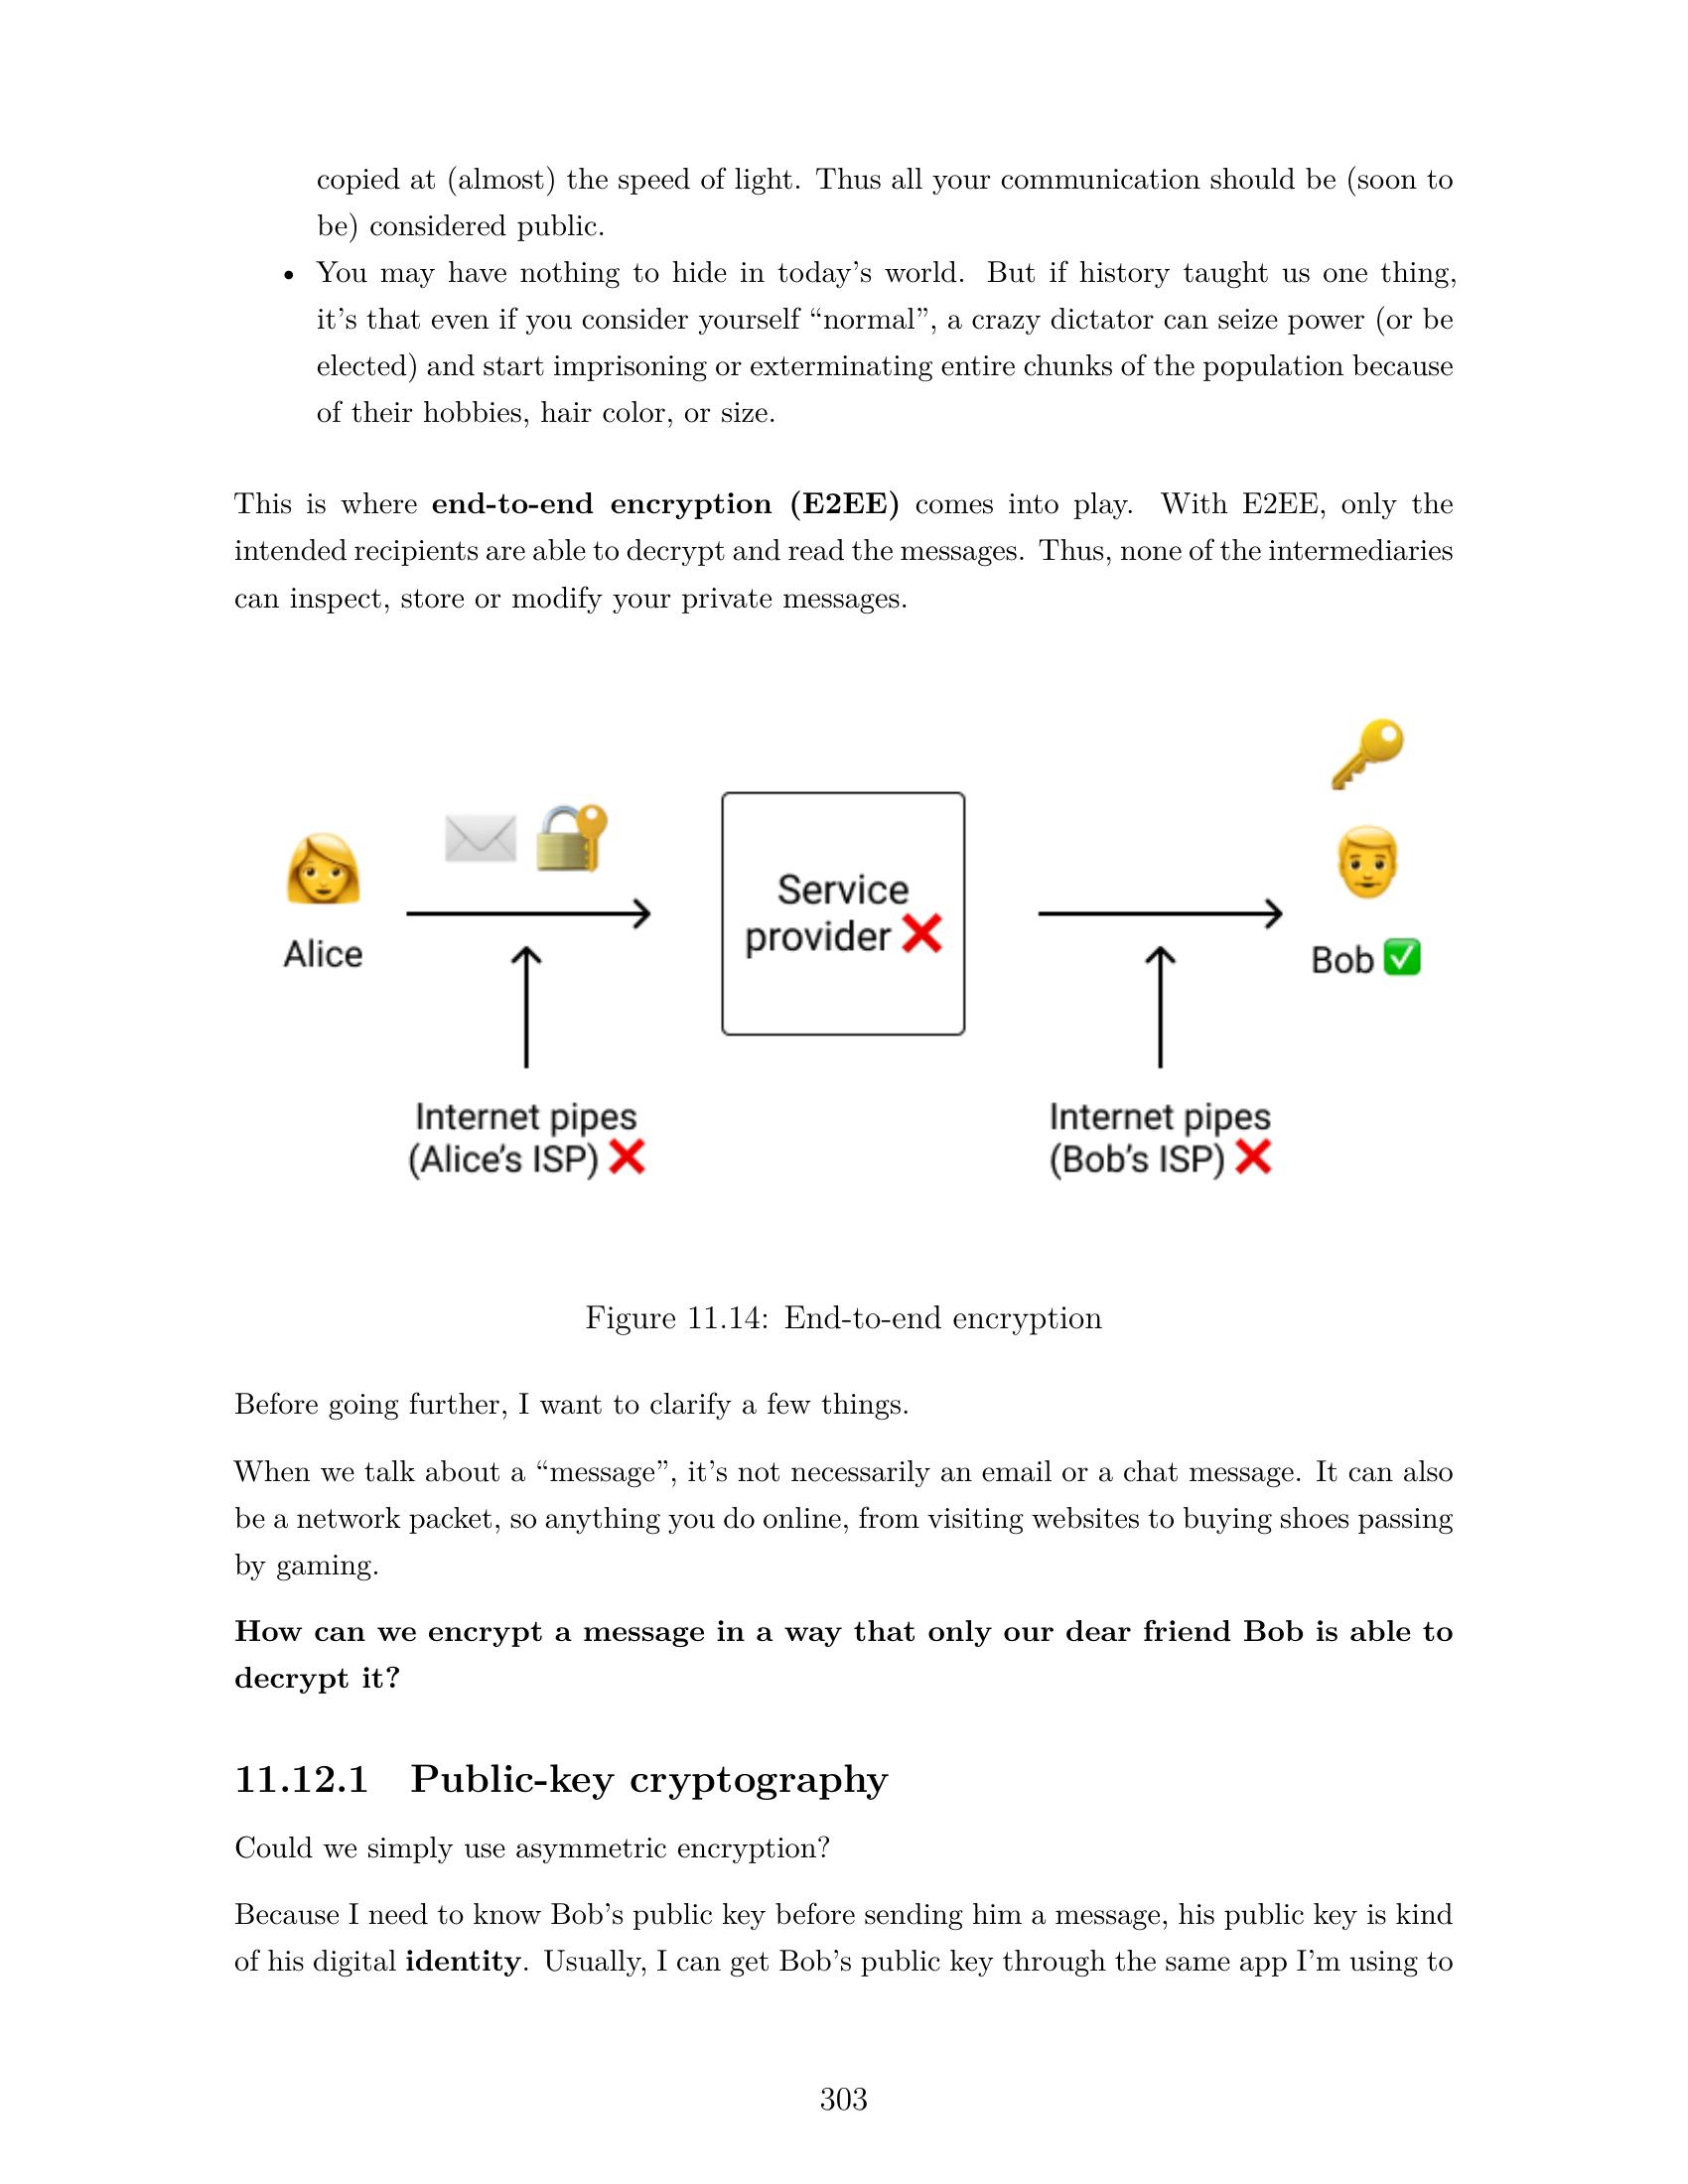 copied at (almost) the speed of light. Thus all your communication should be (soon to
be) considered public.
• You may have nothing to hide in today's world. But if history taught us one thing,
it's that even if you consider yourself “normal”, a crazy dictator can seize power (or be
elected) and start imprisoning or exterminating entire chunks of the population because
of their hobbies, hair color, or size.
This is where end-to-end encryption (E2EE) comes into play. With E2EE, only the
intended recipients are able to decrypt and read the messages. Thus, none of the intermediaries
can inspect, store or modify your private messages.
Alice
Service
provider
Bob
Internet pipes
(Alice's ISP)
Internet pipes
(Bob's ISP)
Figure 11.14: End-to-end encryption
Before going further, I want to clarify a few things.
When we talk about a “message”, it's not necessarily an email or a chat message. It can also
be a network packet, so anything you do online, from visiting websites to buying shoes passing
by gaming.
How can we encrypt a message in a way that only our dear friend Bob is able to
decrypt it?
11.12.1 Public-key cryptography
Could we simply use asymmetric encryption?
Because I need to know Bob's public key before sending him a message, his public key is kind
of his digital identity. Usually, I can get Bob's public key through the same app I'm using to
303